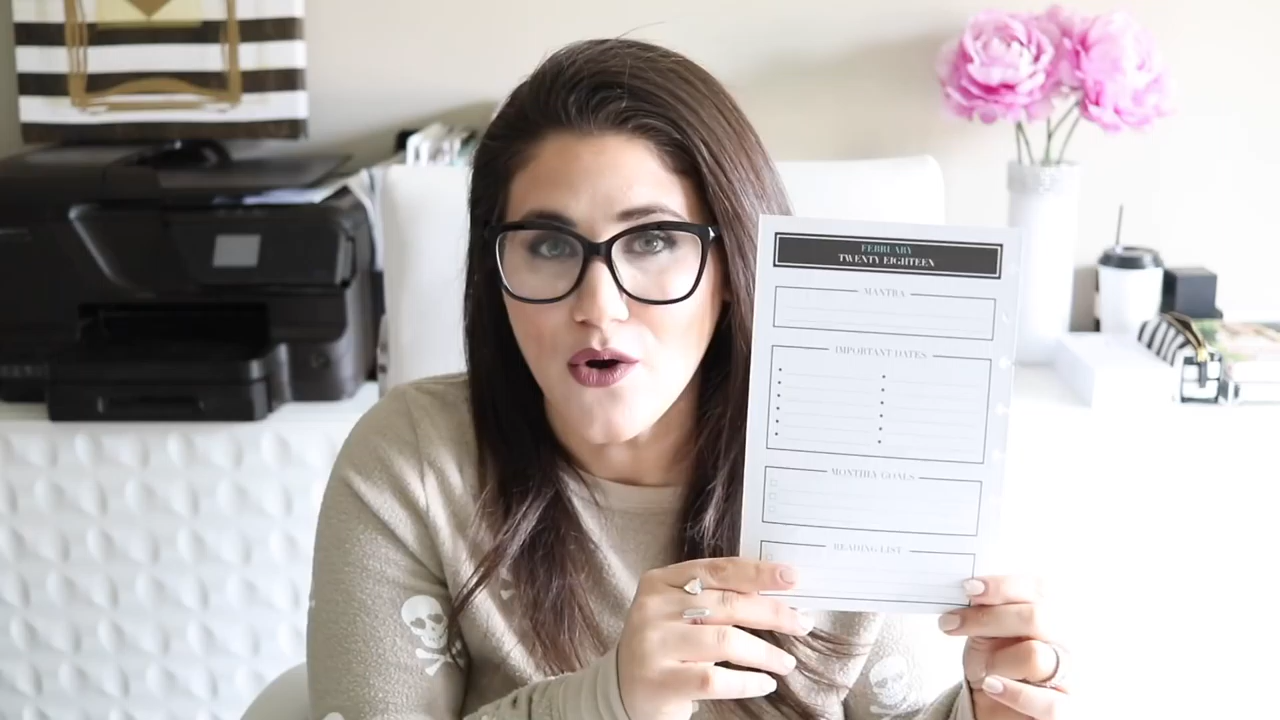 FEBRUARY
TWENTY EIGHTEEN
MANTRA
IMPORTANT DATES
MONTHLY GOALS
READING LIST